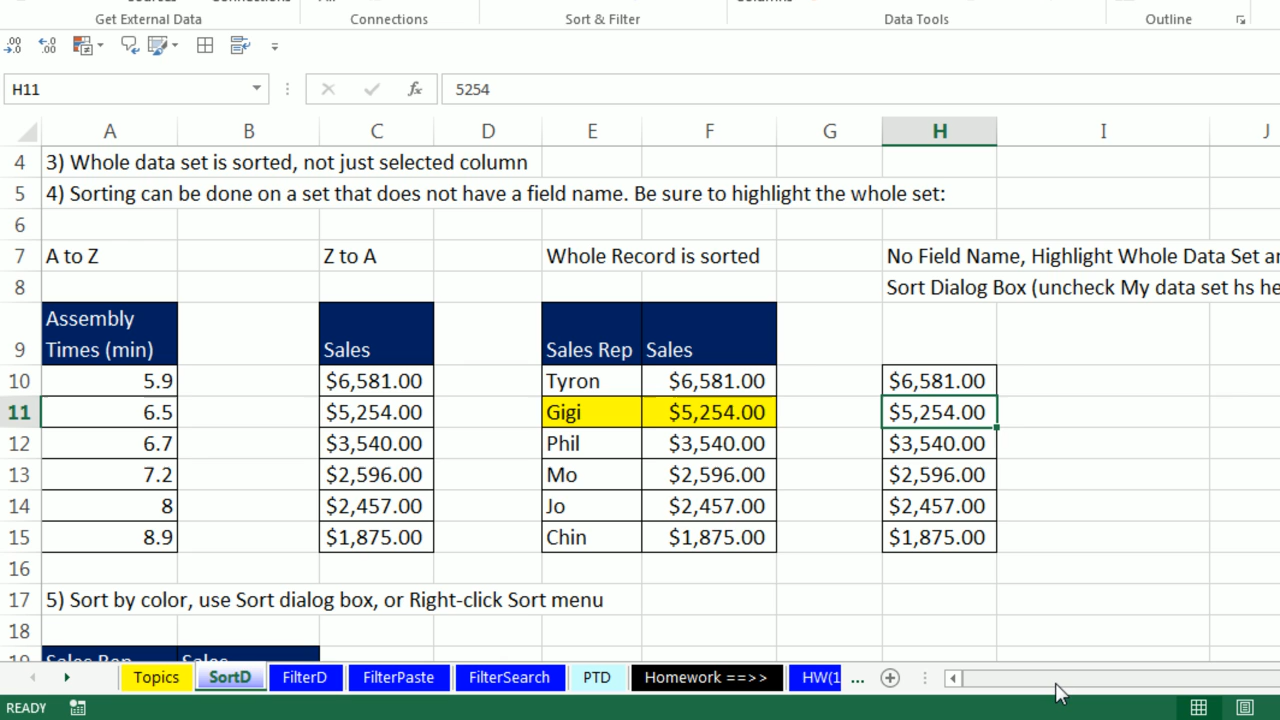 Get External Data Connections Sort & Filter Data Tools Outline
H11 fx 5254
A B C D E F G H I J
4 3) Whole data set is sorted, not just selected column
5 4) Sorting can be done on a set that does not have a field name. Be sure to highlight the whole set:
6
7 A to Z Z to A Whole Record is sorted No Field Name, Highlight Whole Data Set
8 Sort Dialog Box (uncheck My data set hs
Assembly
9 Times (min) Sales Sales Rep Sales
10 5.9 $6,581.00 Tyron $6,581.00 $6,581.00
11 6.5 $5,254.00 Gigi $5,254.00 $5,254.00
12 6.7 $3,540.00 Phil $3,540.00 $3,540.00
13 7.2 $2,596.00 Mo $2,596.00 $2,596.00
14 8 $2,457.00 Jo $2,457.00 $2,457.00
15 8.9 $1,875.00 Chin $1,875.00 $1,875.00
16
17 5) Sort by color, use Sort dialog box, or Right-click Sort menu
18
19 Sales Rep Sales
Topics SortD FilterD FilterPaste FilterSearch PTD Homework ==>> HW(1 ...
READY